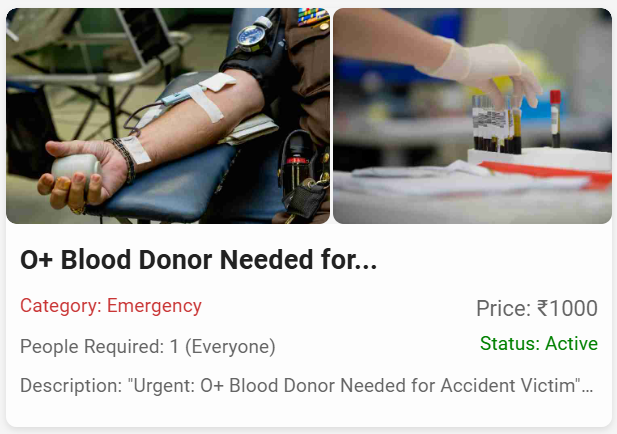 O+ Blood Donor Needed for...
Category: Emergency
Price: ₹1000
People Required: 1 (Everyone)
Status: Active
Description: "Urgent: O+ Blood Donor Needed for Accident Victim"...